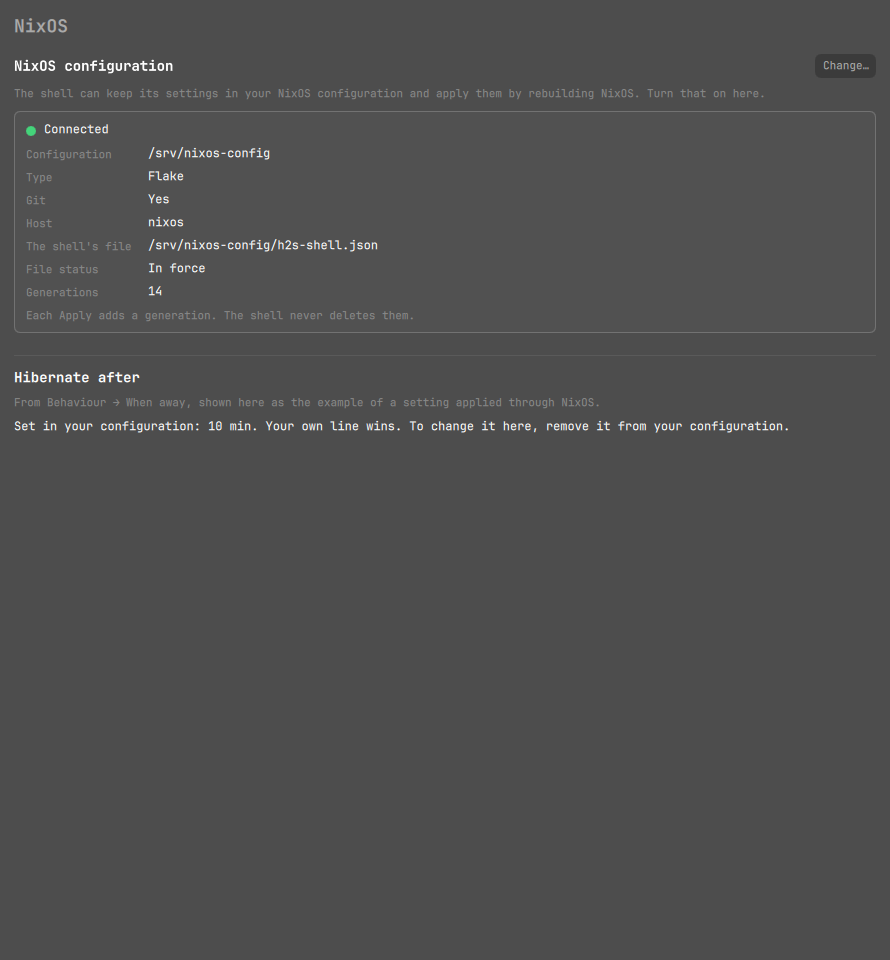 NixOS
NixOS configuration
Change…
The shell can keep its settings in your NixOS configuration and apply them by rebuilding NixOS. Turn that on here.
Connected
Configuration /srv/nixos-config
Type Flake
Git Yes
Host nixos
The shell's file /srv/nixos-config/h2s-shell.json
File status In force
Generations 14
Each Apply adds a generation. The shell never deletes them.
Hibernate after
From Behaviour → When away, shown here as the example of a setting applied through NixOS.
Set in your configuration: 10 min. Your own line wins. To change it here, remove it from your configuration.